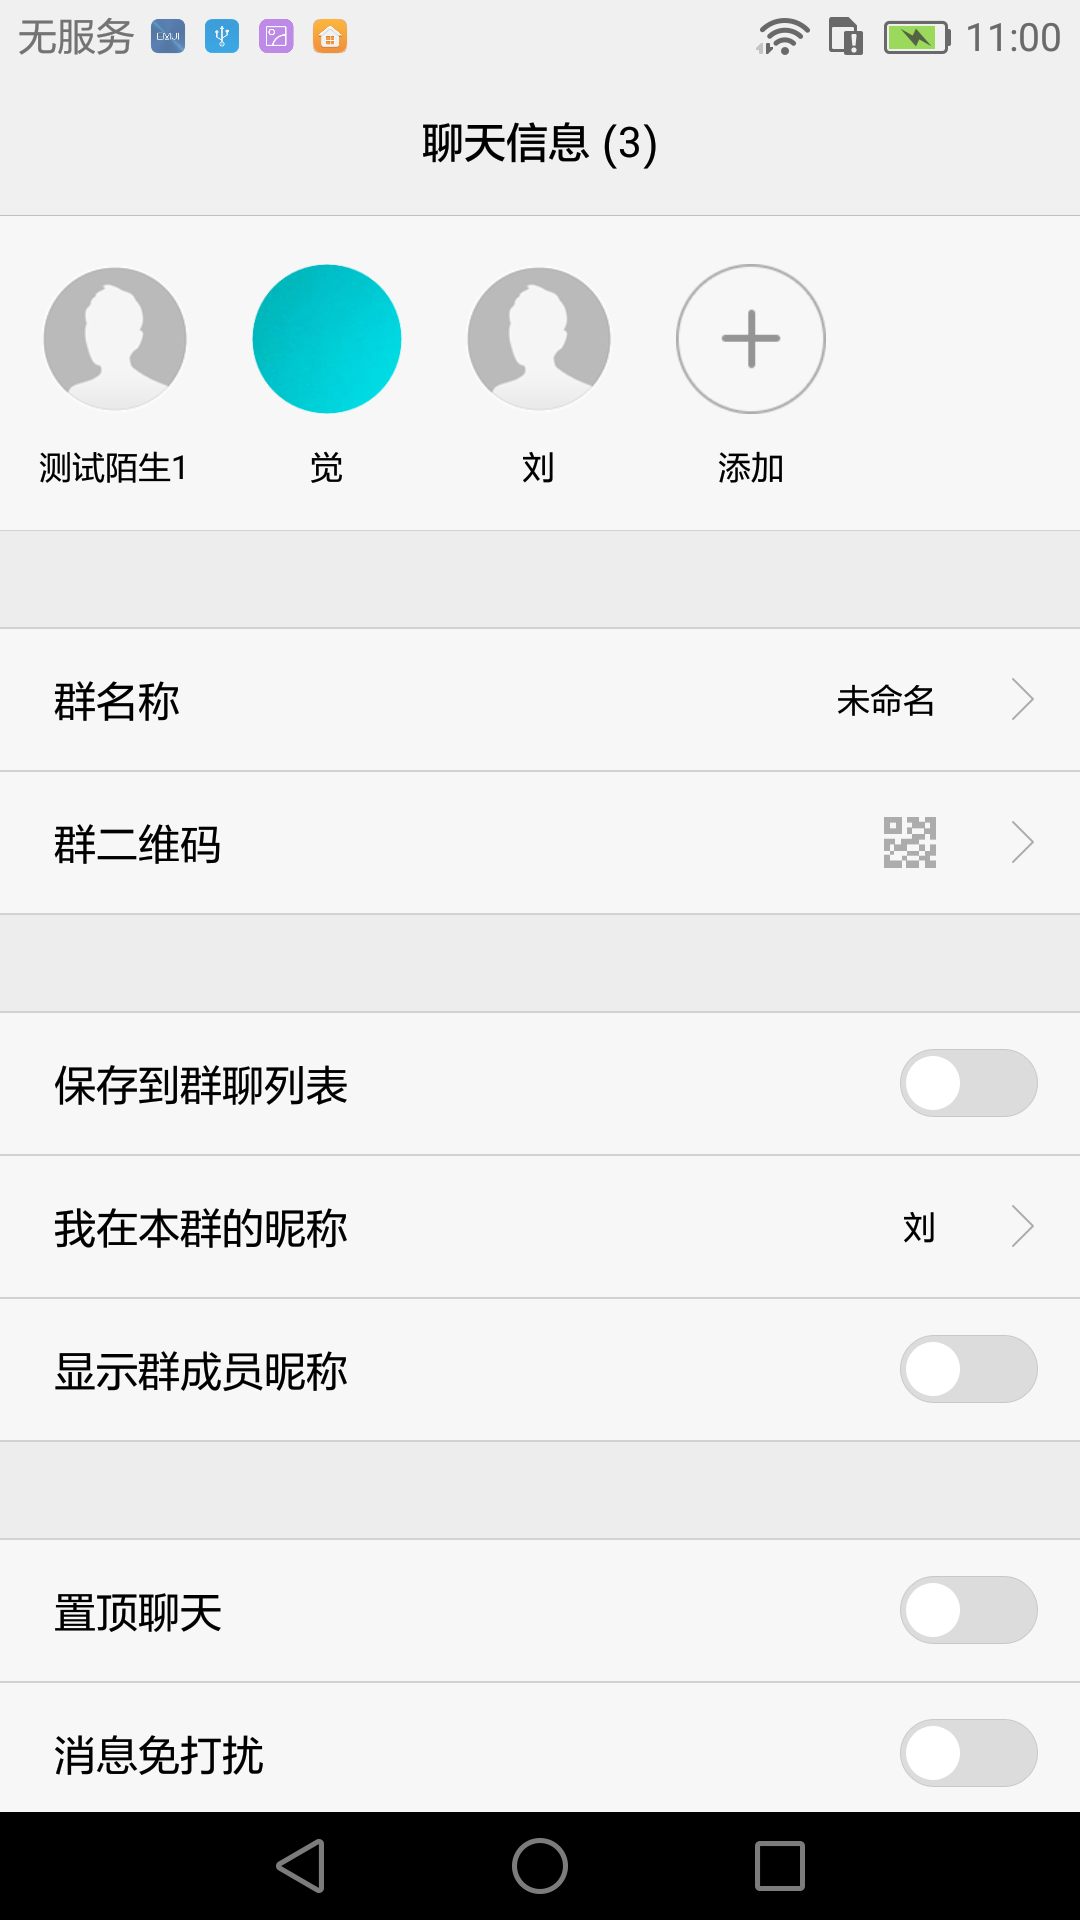 无服务 EMUI 11:00
聊天信息 (3)
测试陌生1 觉 刘 添加
群名称 未命名
群二维码
保存到群聊列表
我在本群的昵称 刘
显示群成员昵称
置顶聊天
消息免打扰